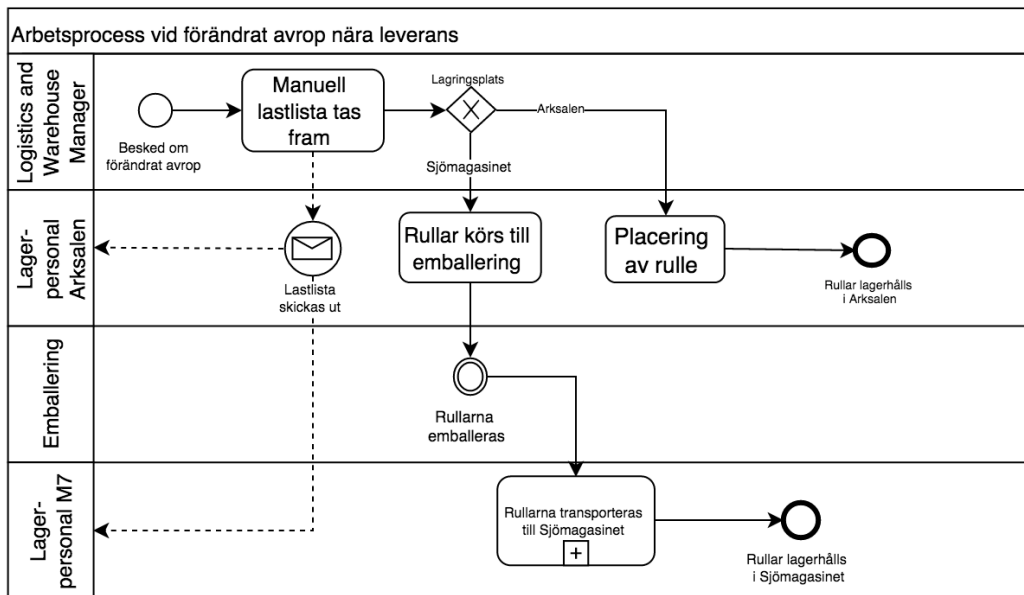 Arbetsprocess vid förändrat avrop nära leverans
Logistics and
Warehouse
Manager
Besked om
förändrat avrop
Manuell
lastlista tas
fram
Lagringsplats
Arksalen
Sjömagasinet
Lager-
personal
Arksalen
Lastlista
skickas ut
Rullar körs till
emballering
Placering
av rulle
Rullar lagerhålls
i Arksalen
Emballering
Rullarna
emballeras
Lager-
personal M7
Rullarna transporteras
till Sjömagasinet
Rullar lagerhålls
i Sjömagasinet